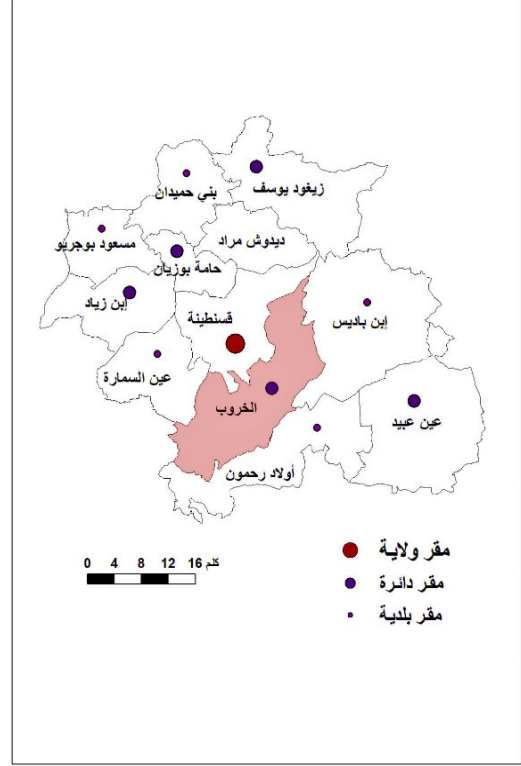 زيغود يوسف
بني حميدان
ديدوش مراد
مسعود بوجريو
حامة بوزيان
إبن زياد
قسنطينة
إبن باديس
عين السمارة
الخروب
عين عبيد
أولاد رحمون
مقر ولاية
مقر دائرة
مقر بلدية
0 4 8 12 16 كلم